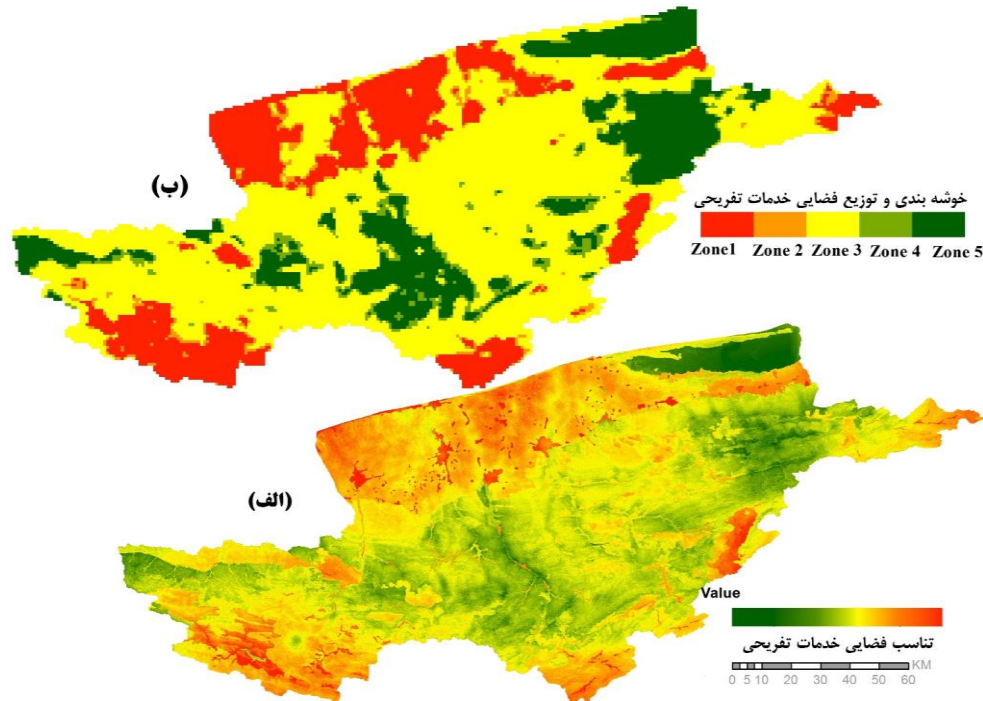 (ب)
خوشه بندی و توزیع فضایی خدمات تفریحی
Zone1 Zone 2 Zone 3 Zone 4 Zone 5
(الف)
Value
تناسب فضایی خدمات تفریحی
KM
0 5 10 20 30 40 50 60